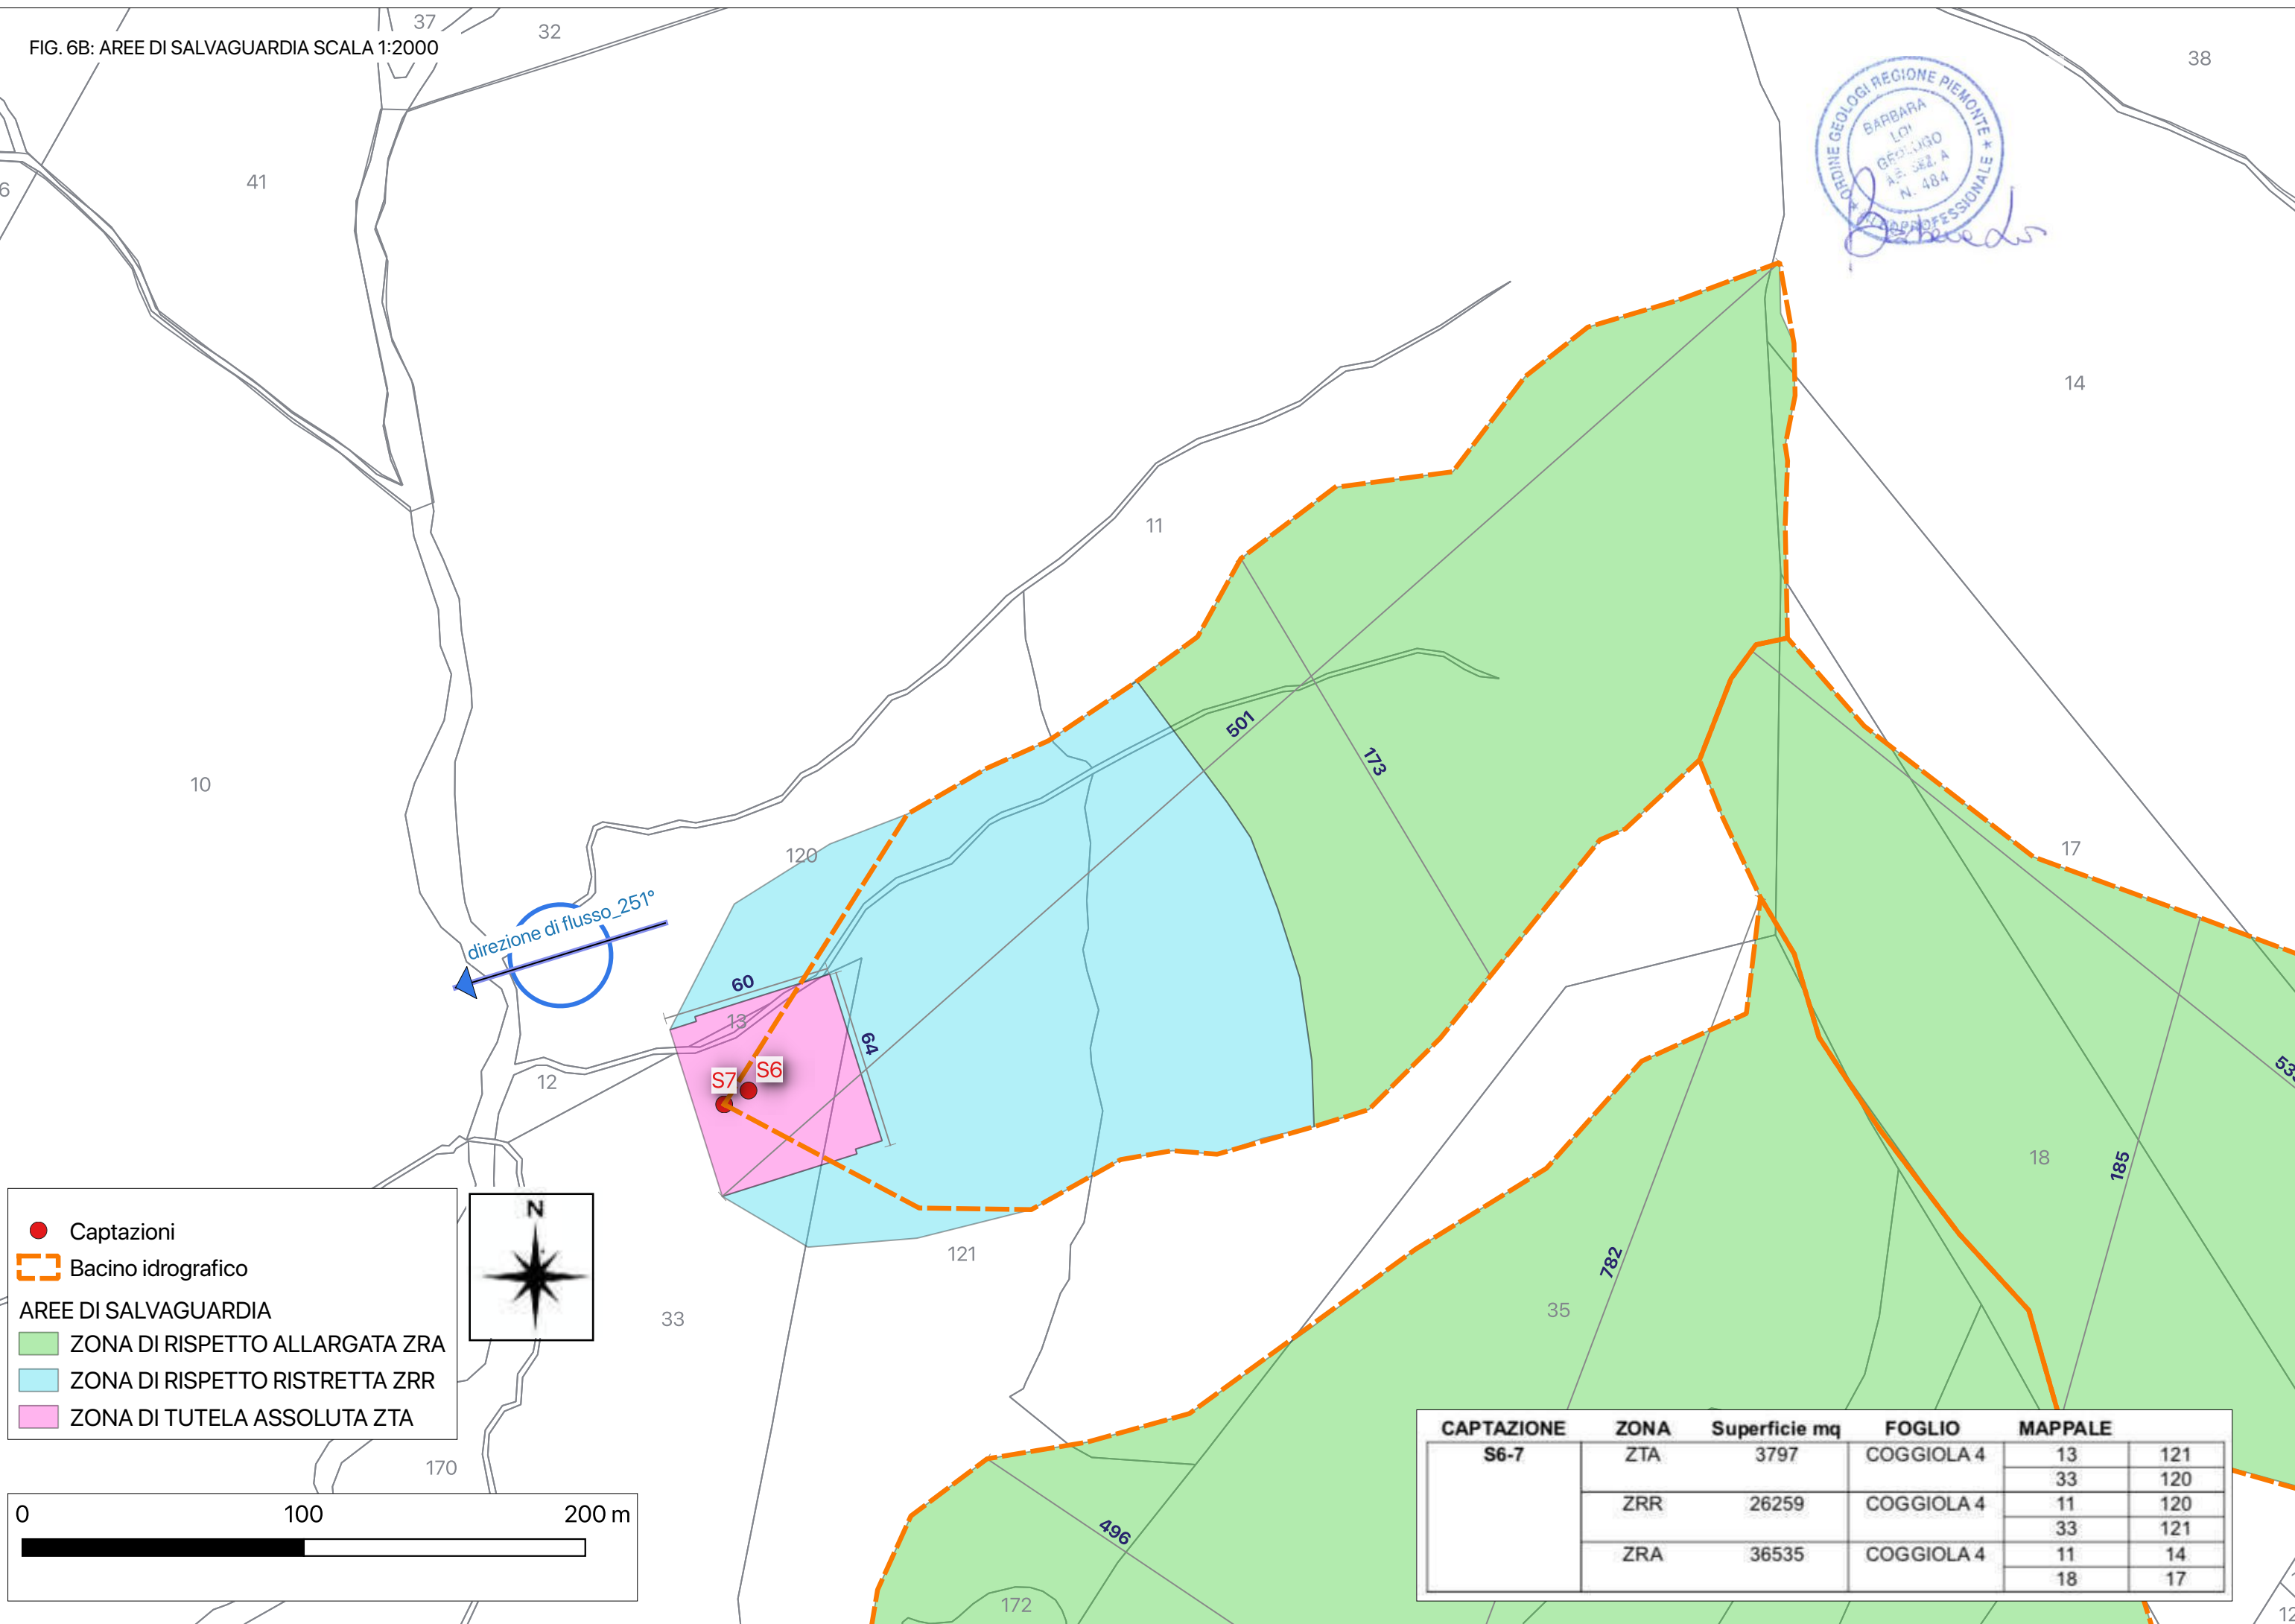 FIG. 6B: AREE DI SALVAGUARDIA SCALA 1:2000
37
32
38
41
6
ORDINE GEOLOGI REGIONE PIEMONTE
BARBARA
LOI
GEOLOGO
A.E. SEZ. A
N. 484
14
11
10
501
173
120
17
direzione di flusso_251°
60
13
64
S7
S6
12
18
185
121
782
35
33
170
496
172
N
Captazioni
Bacino idrografico
AREE DI SALVAGUARDIA
ZONA DI RISPETTO ALLARGATA ZRA
ZONA DI RISPETTO RISTRETTA ZRR
ZONA DI TUTELA ASSOLUTA ZTA
0 100 200 m
CAPTAZIONE ZONA Superficie mq FOGLIO MAPPALE
S6-7 ZTA 3797 COGGIOLA 4 13 121
33 120
ZRR 26259 COGGIOLA 4 11 120
33 121
ZRA 36535 COGGIOLA 4 11 14
18 17